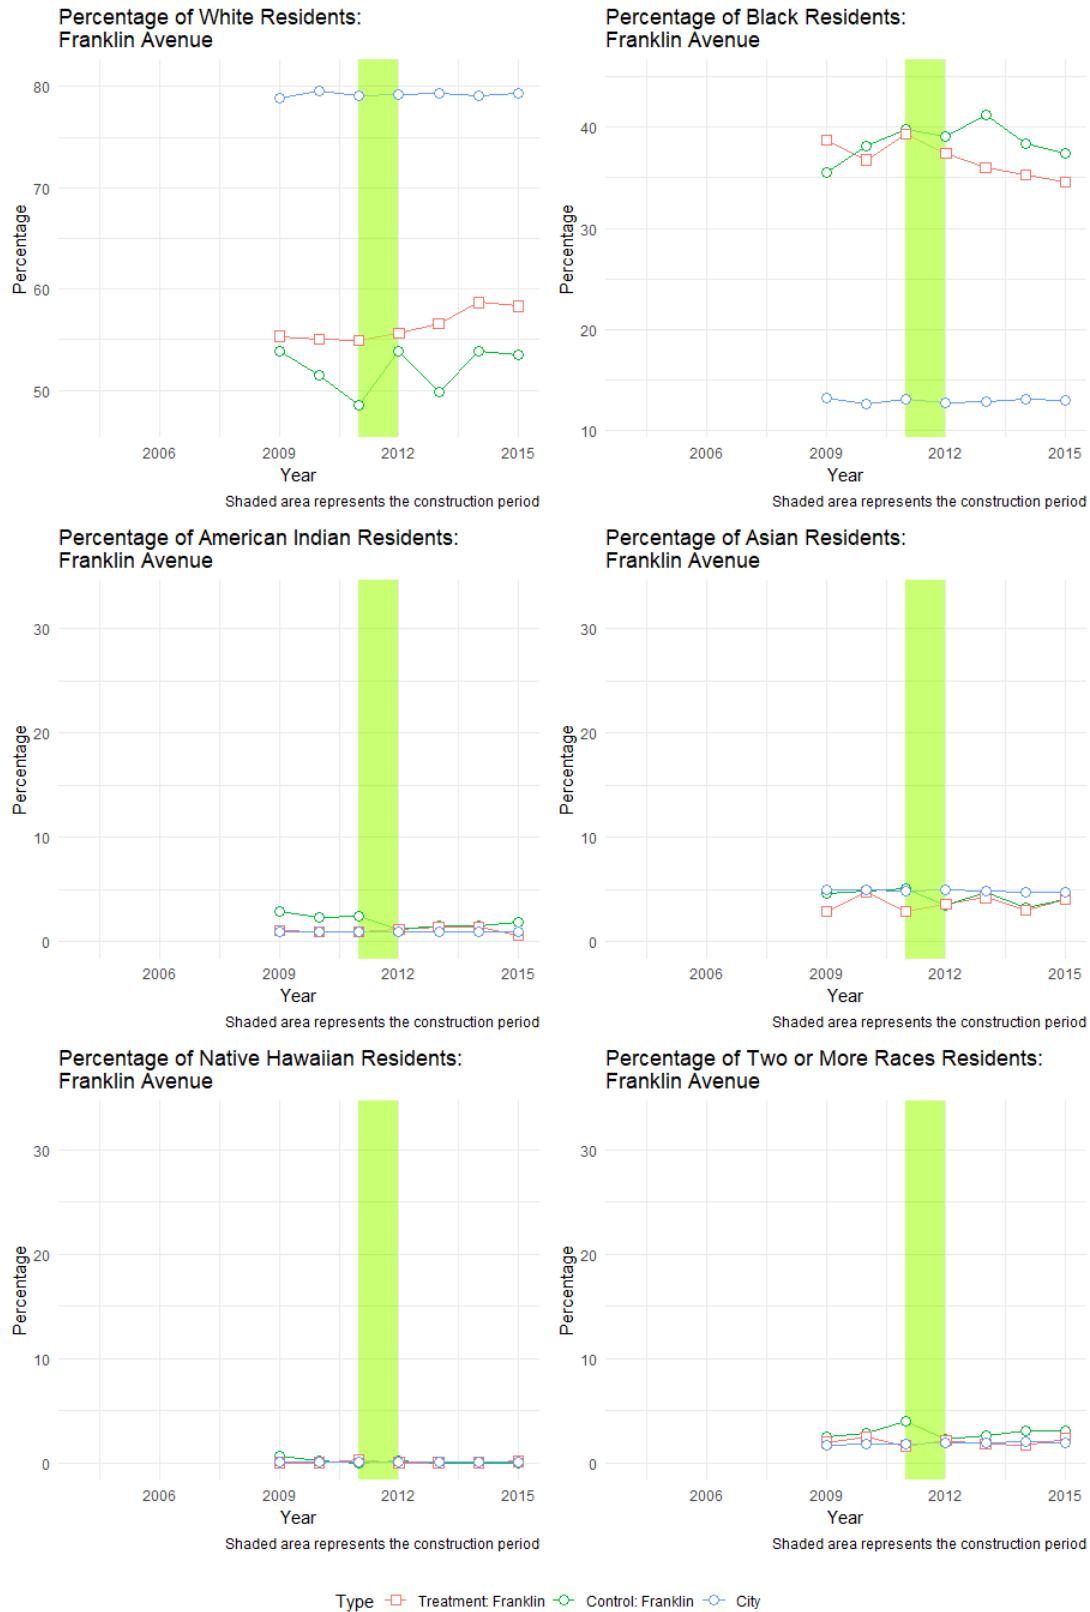 Percentage of White Residents:
Franklin Avenue
80
70
60
50
Percentage
2006 2009 2012 2015
Year
Shaded area represents the construction period
Percentage of Black Residents:
Franklin Avenue
40
30
20
10
Percentage
2006 2009 2012 2015
Year
Shaded area represents the construction period
Percentage of American Indian Residents:
Franklin Avenue
30
20
10
0
Percentage
2006 2009 2012 2015
Year
Shaded area represents the construction period
Percentage of Asian Residents:
Franklin Avenue
30
20
10
0
Percentage
2006 2009 2012 2015
Year
Shaded area represents the construction period
Percentage of Native Hawaiian Residents:
Franklin Avenue
30
20
10
0
Percentage
2006 2009 2012 2015
Year
Shaded area represents the construction period
Percentage of Two or More Races Residents:
Franklin Avenue
30
20
10
0
Percentage
2006 2009 2012 2015
Year
Shaded area represents the construction period
Type Treatment: Franklin Control: Franklin City